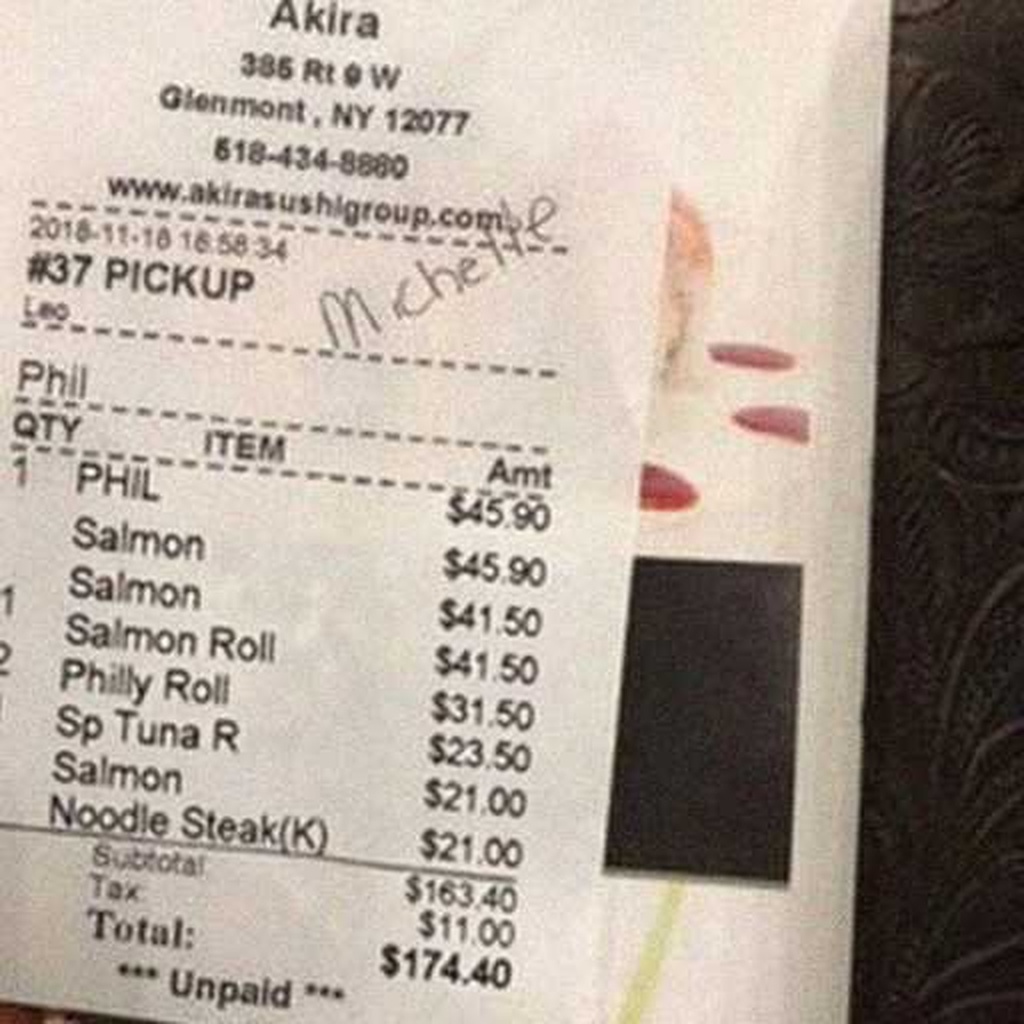 Akira
385 Rt 9 W
Glenmont , NY 12077
518-434-8880
www.akirasushigroup.com
2018-11-18 16:58:34
Michelle
#37 PICKUP
Leo
Phil
QTY ITEM Amt
1 PHIL $45.90
Salmon $45.90
Salmon $41.50
1 Salmon Roll $41.50
2 Philly Roll $31.50
1 Sp Tuna R $23.50
Salmon $21.00
Noodle Steak(K) $21.00
Subtotal $163.40
Tax $11.00
Total: $174.40
*** Unpaid ***